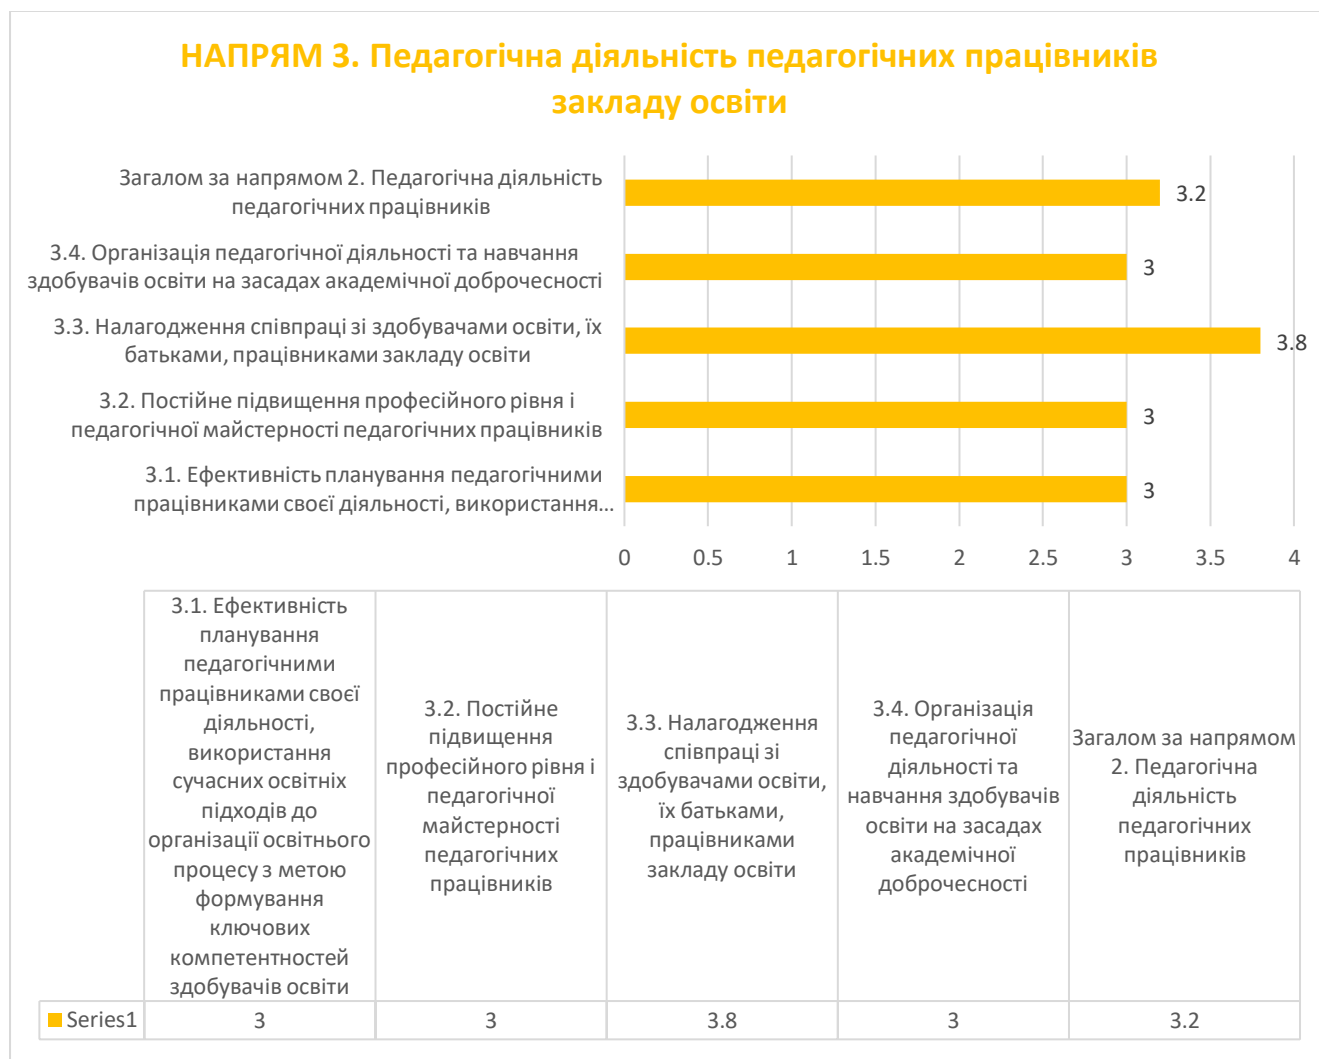 НАПРЯМ 3. Педагогічна діяльність педагогічних працівників
закладу освіти
Загалом за напрямом 2. Педагогічна діяльність
педагогічних працівників
3.2
3.4. Організація педагогічної діяльності та навчання
здобувачів освіти на засадах академічної доброчесності
3
3.3. Налагодження співпраці зі здобувачами освіти, їх
батьками, працівниками закладу освіти
3.8
3.2. Постійне підвищення професійного рівня і
педагогічної майстерності педагогічних працівників
3
3.1. Ефективність планування педагогічними
працівниками своєї діяльності, використання...
3
0 0.5 1 1.5 2 2.5 3 3.5 4
3.1. Ефективність
планування
педагогічними
працівниками своєї
діяльності,
використання
сучасних освітніх
підходів до
організації освітнього
процесу з метою
формування
ключових
компетентностей
здобувачів освіти
3.2. Постійне
підвищення
професійного рівня і
педагогічної
майстерності
педагогічних
працівників
3.3. Налагодження
співпраці зі
здобувачами освіти,
їх батьками,
працівниками
закладу освіти
3.4. Організація
педагогічної
діяльності та
навчання здобувачів
освіти на засадах
академічної
доброчесності
Загалом за напрямом
2. Педагогічна
діяльність
педагогічних
працівників
Series1 3 3 3.8 3 3.2